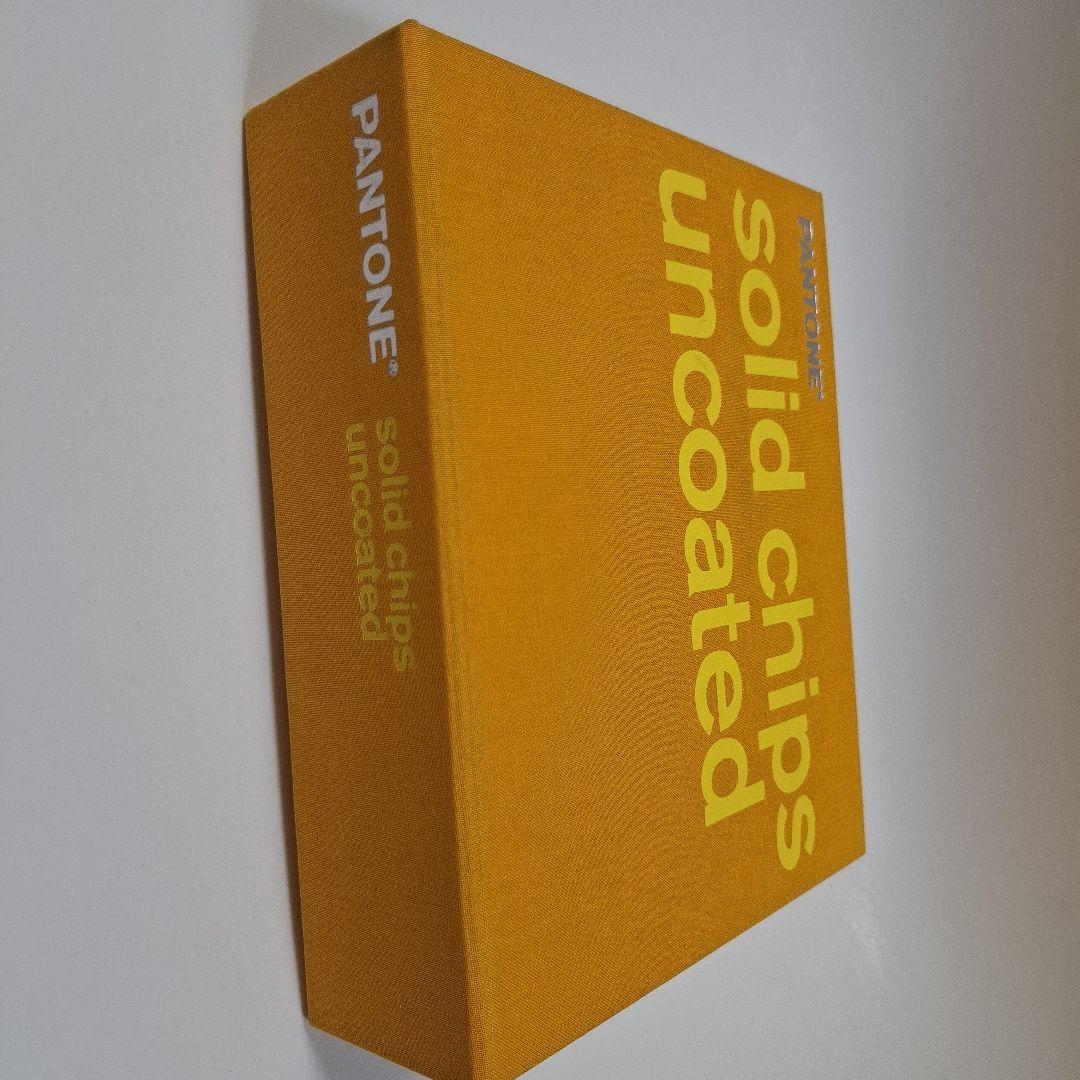 PANTONE®
solid chips
uncoated
PANTONE®
solid chips
uncoated